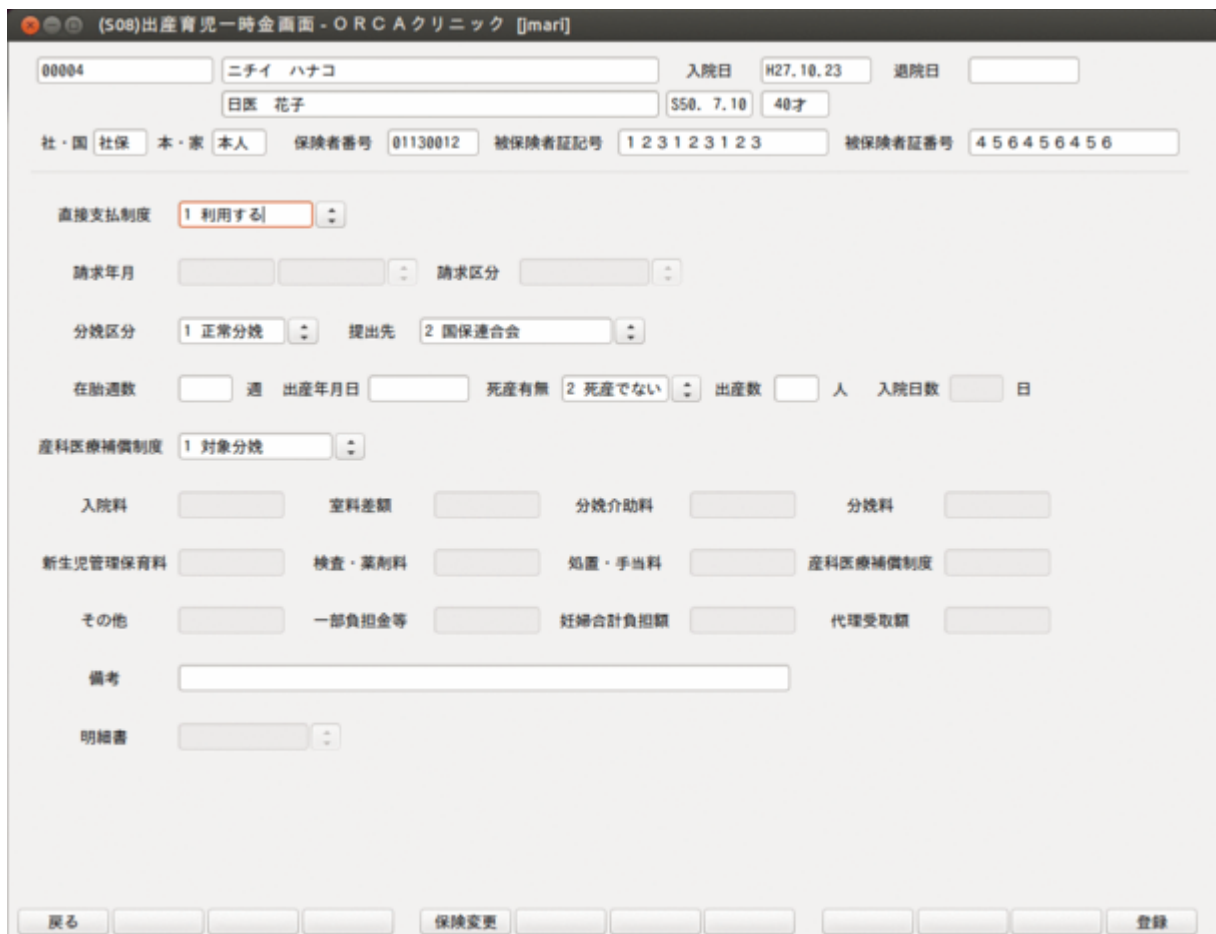 (S08)出産育児一時金画面-ＯＲＣＡクリニック [jmari]
00004 ニチイ　ハナコ 入院日 H27.10.23 退院日
日医　花子 S50. 7.10 40才
社・国 社保 本・家 本人 保険者番号 01130012 被保険者証記号 １２３１２３１２３ 被保険者証番号 ４５６４５６４５６
直接支払制度 1 利用する
請求年月 請求区分
分娩区分 1 正常分娩 提出先 2 国保連合会
在胎週数 週 出産年月日 死産有無 2 死産でない 出産数 人 入院日数 日
産科医療補償制度 1 対象分娩
入院料 室料差額 分娩介助料 分娩料
新生児管理保育料 検査・薬剤料 処置・手当料 産科医療補償制度
その他 一部負担金等 妊婦合計負担額 代理受取額
備考
明細書
戻る 保険変更 登録